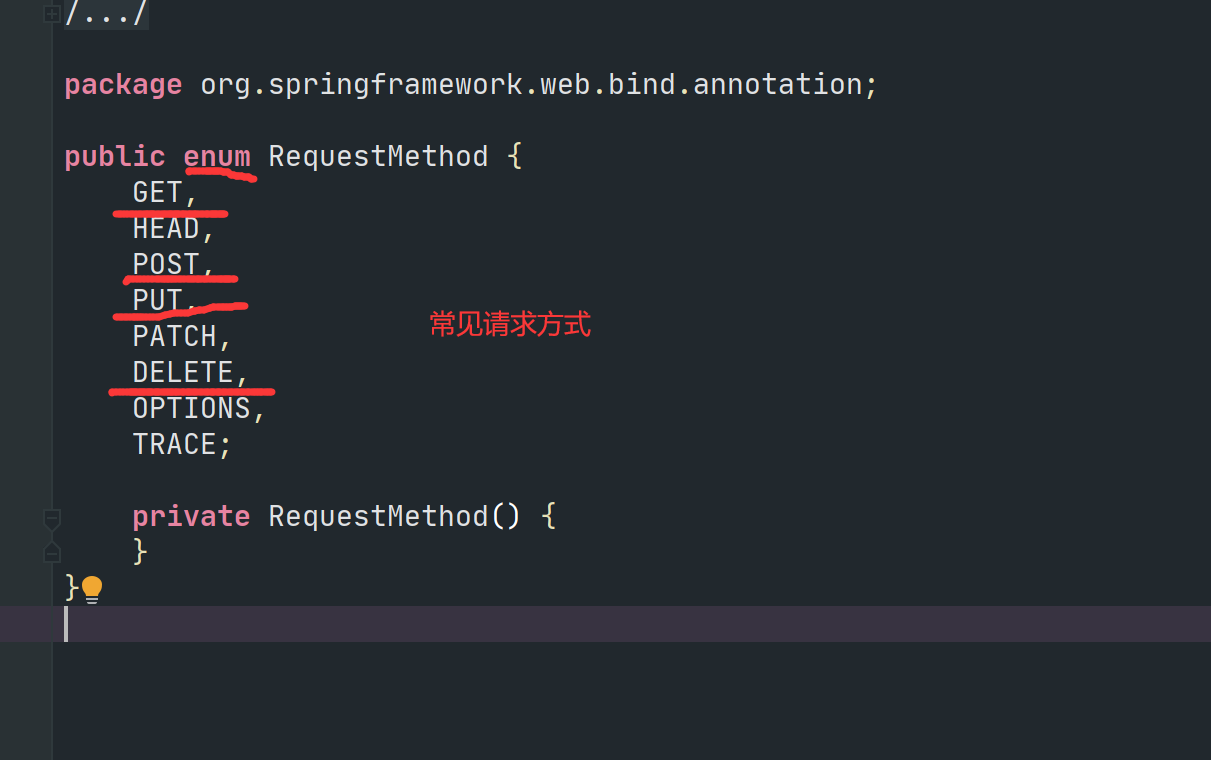 /.../
package org.springframework.web.bind.annotation;
public enum RequestMethod {
GET,
HEAD,
POST,
PUT,
常见请求方式
PATCH,
DELETE,
OPTIONS,
TRACE;
private RequestMethod() {
}
}